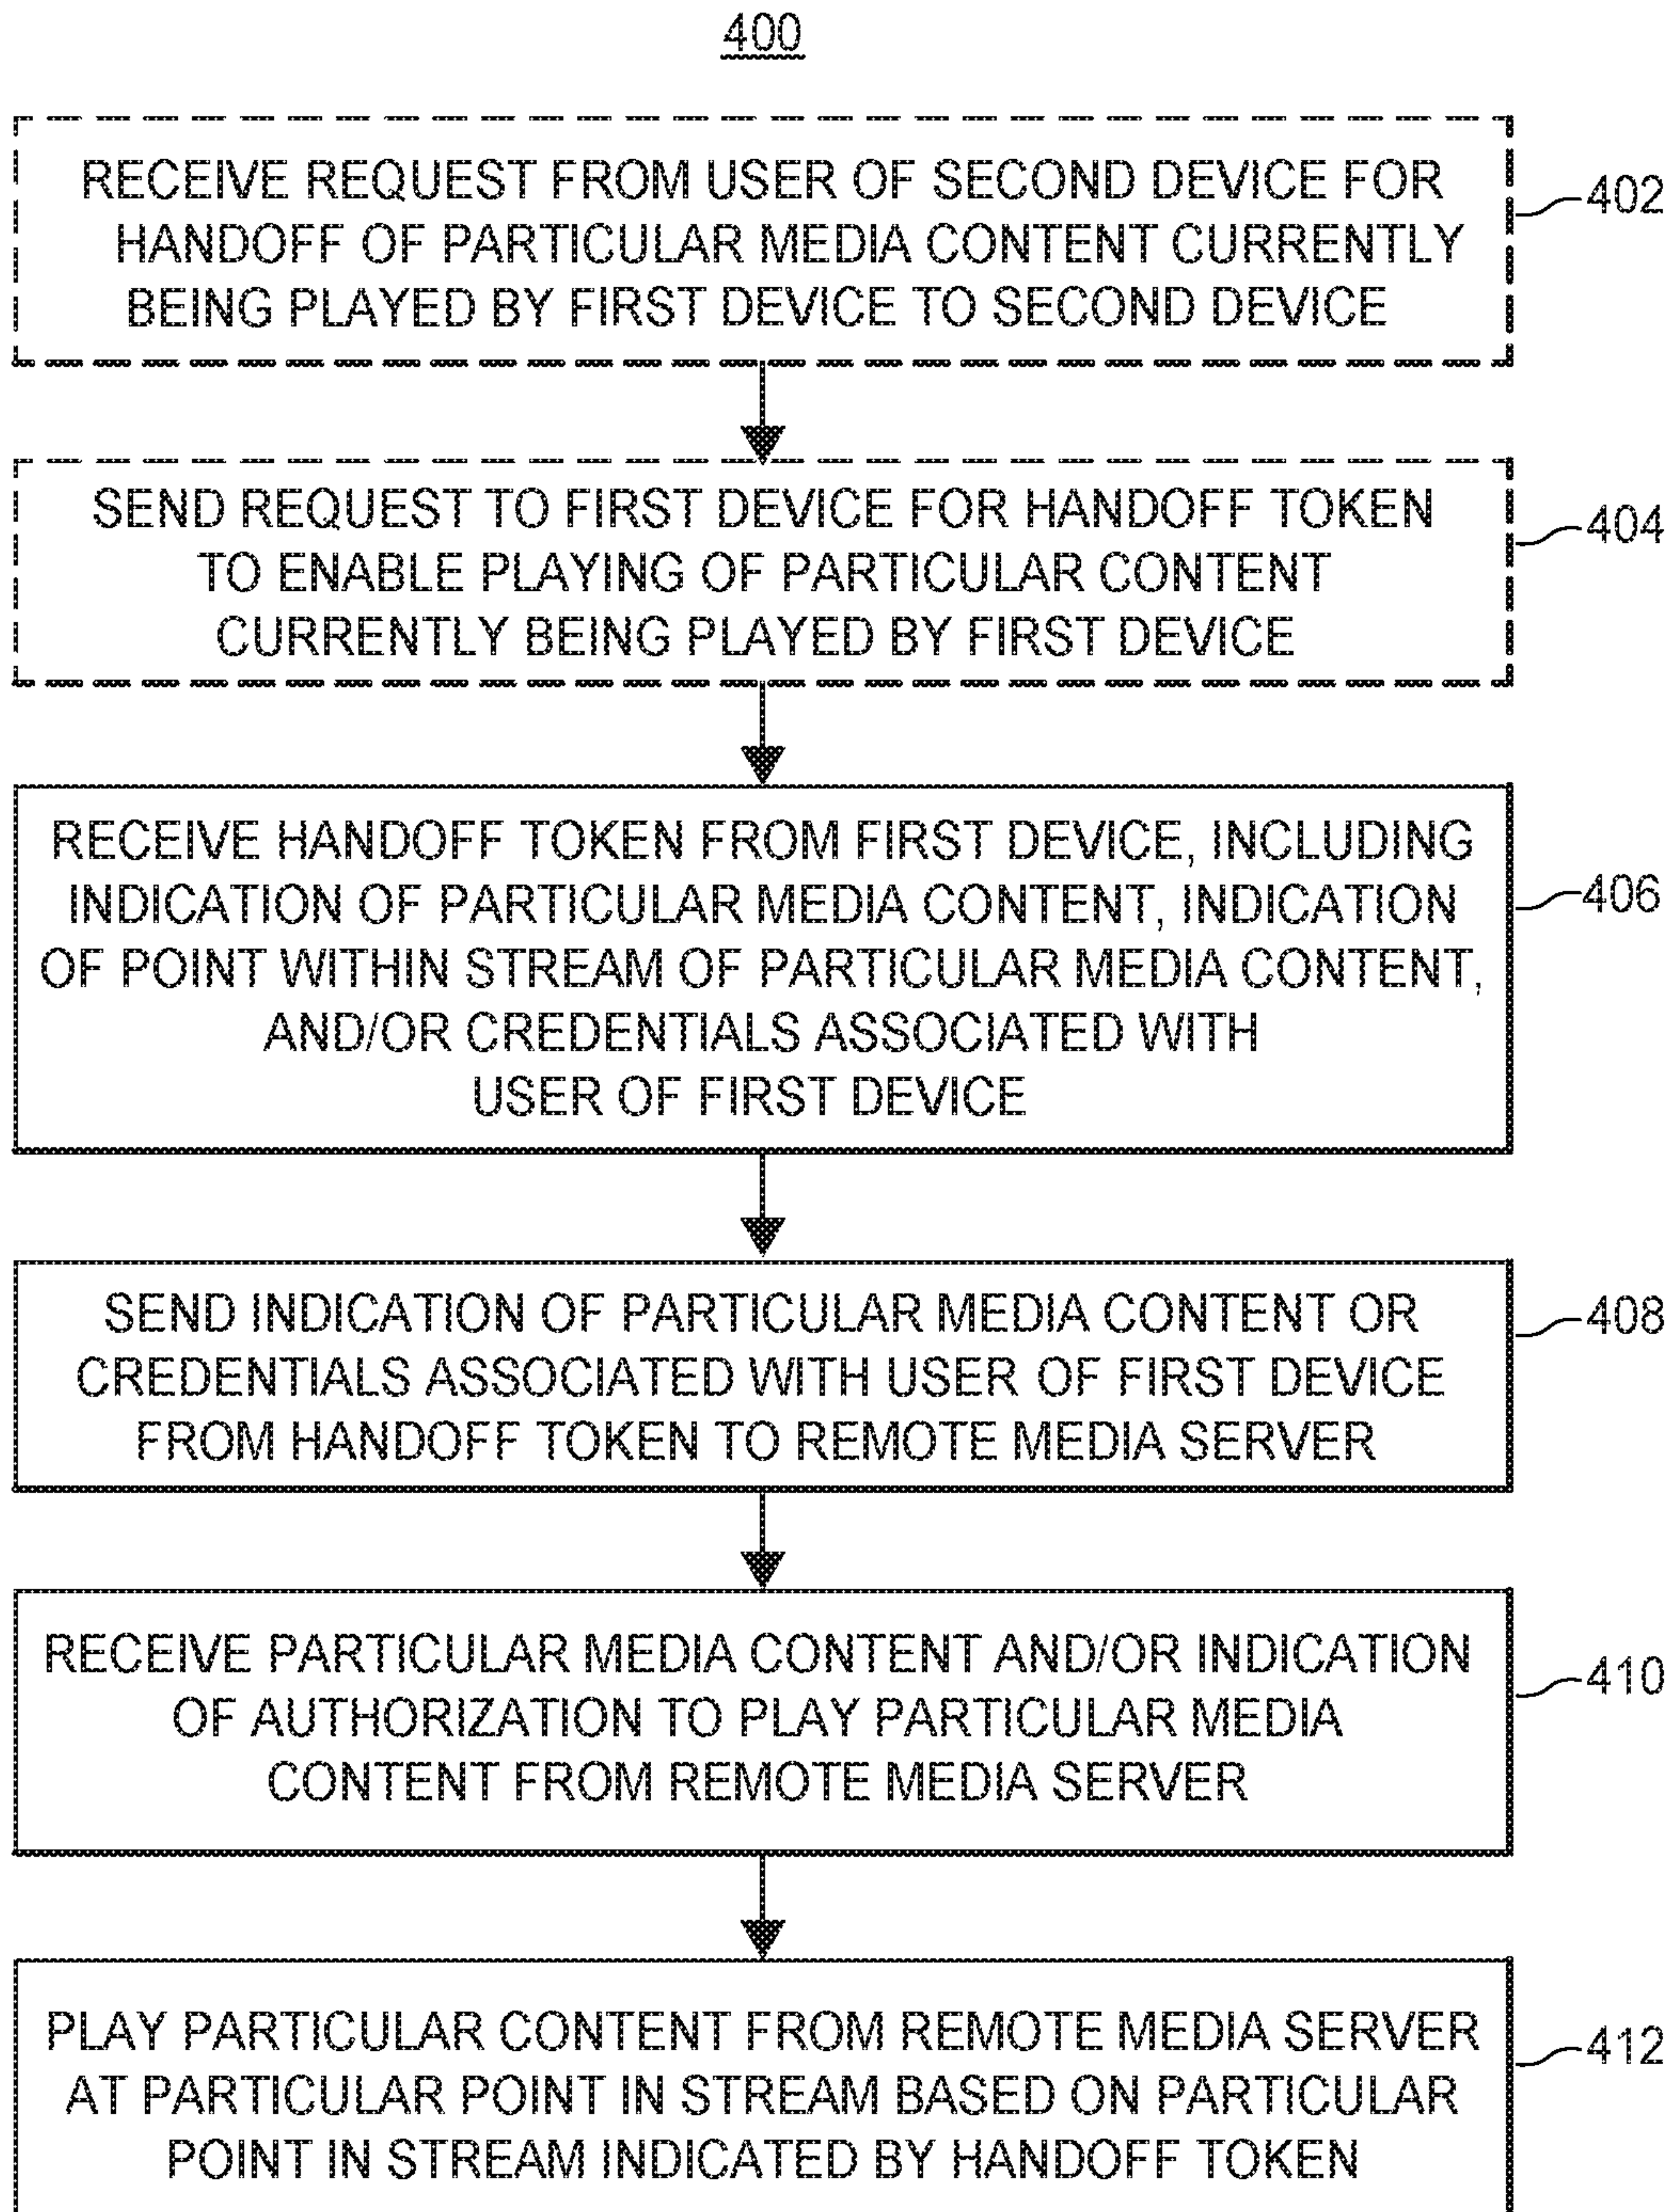 400
RECEIVE REQUEST FROM USER OF SECOND DEVICE FOR
HANDOFF OF PARTICULAR MEDIA CONTENT CURRENTLY
BEING PLAYED BY FIRST DEVICE TO SECOND DEVICE
402
SEND REQUEST TO FIRST DEVICE FOR HANDOFF TOKEN
TO ENABLE PLAYING OF PARTICULAR CONTENT
CURRENTLY BEING PLAYED BY FIRST DEVICE
404
RECEIVE HANDOFF TOKEN FROM FIRST DEVICE, INCLUDING
INDICATION OF PARTICULAR MEDIA CONTENT, INDICATION
OF POINT WITHIN STREAM OF PARTICULAR MEDIA CONTENT,
AND/OR CREDENTIALS ASSOCIATED WITH
USER OF FIRST DEVICE
406
SEND INDICATION OF PARTICULAR MEDIA CONTENT OR
CREDENTIALS ASSOCIATED WITH USER OF FIRST DEVICE
FROM HANDOFF TOKEN TO REMOTE MEDIA SERVER
408
RECEIVE PARTICULAR MEDIA CONTENT AND/OR INDICATION
OF AUTHORIZATION TO PLAY PARTICULAR MEDIA
CONTENT FROM REMOTE MEDIA SERVER
410
PLAY PARTICULAR CONTENT FROM REMOTE MEDIA SERVER
AT PARTICULAR POINT IN STREAM BASED ON PARTICULAR
POINT IN STREAM INDICATED BY HANDOFF TOKEN
412